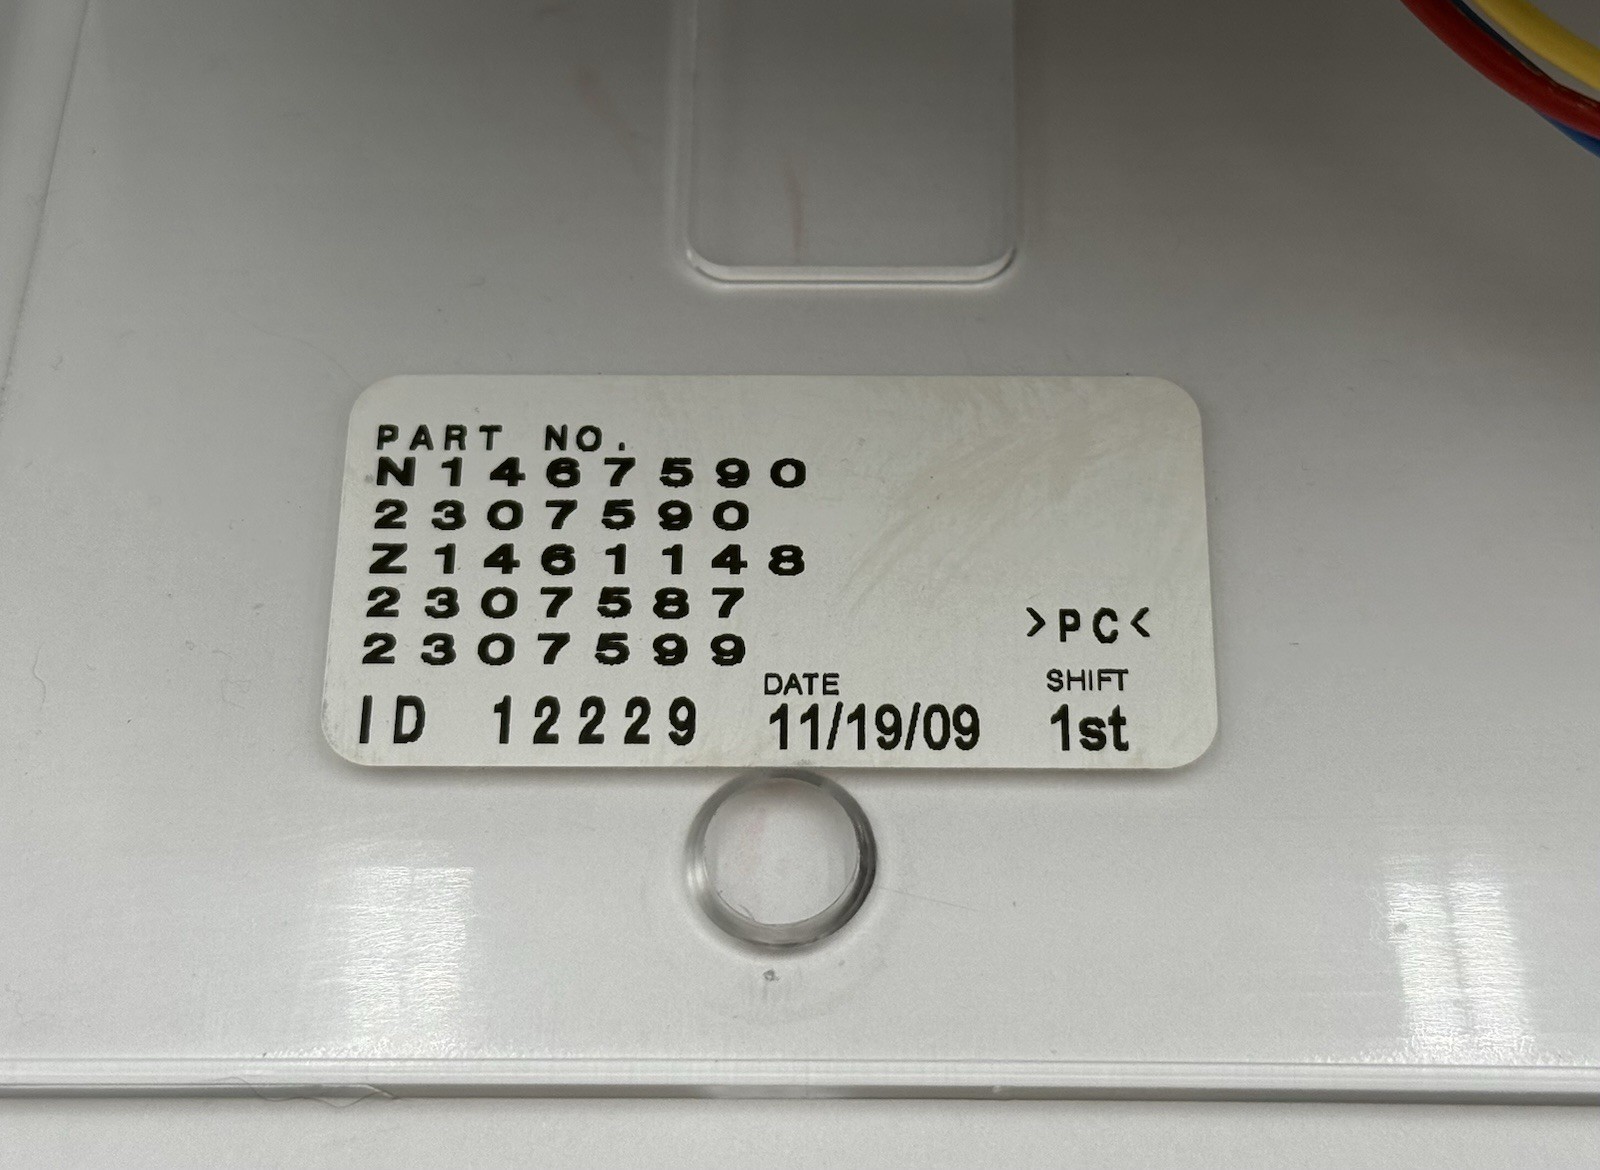 PART NO.
N1467590
2307590
Z1461148
2307587
2307599
>PC<
DATE SHIFT
ID 12229 11/19/09 1st